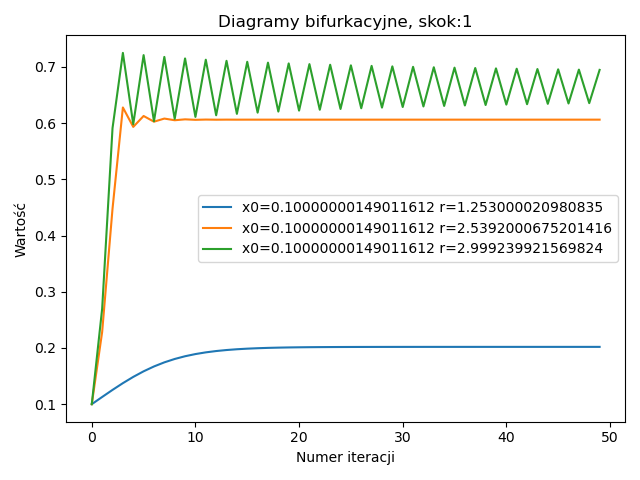 Diagramy bifurkacyjne, skok:1
Wartość
0.7
0.6
0.5
0.4
0.3
0.2
0.1
x0=0.10000000149011612 r=1.253000020980835
x0=0.10000000149011612 r=2.5392000675201416
x0=0.10000000149011612 r=2.999239921569824
0 10 20 30 40 50
Numer iteracji